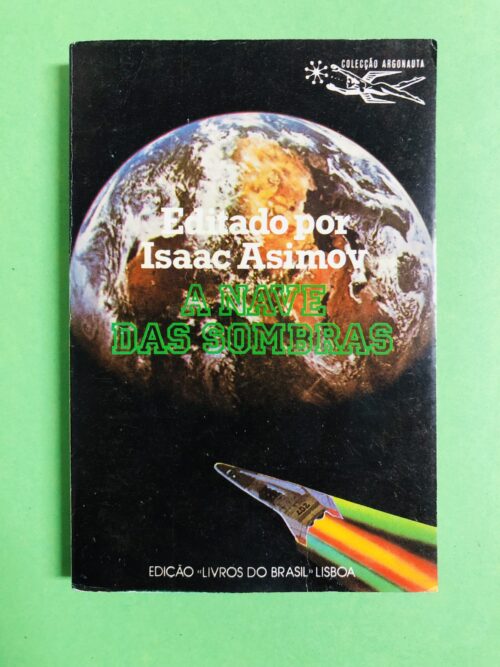 COLECÇÃO ARGONAUTA
Editado por
Isaac Asimov
A NAVE
DAS SOMBRAS
EDIÇÃO «LIVROS DO BRASIL» LISBOA